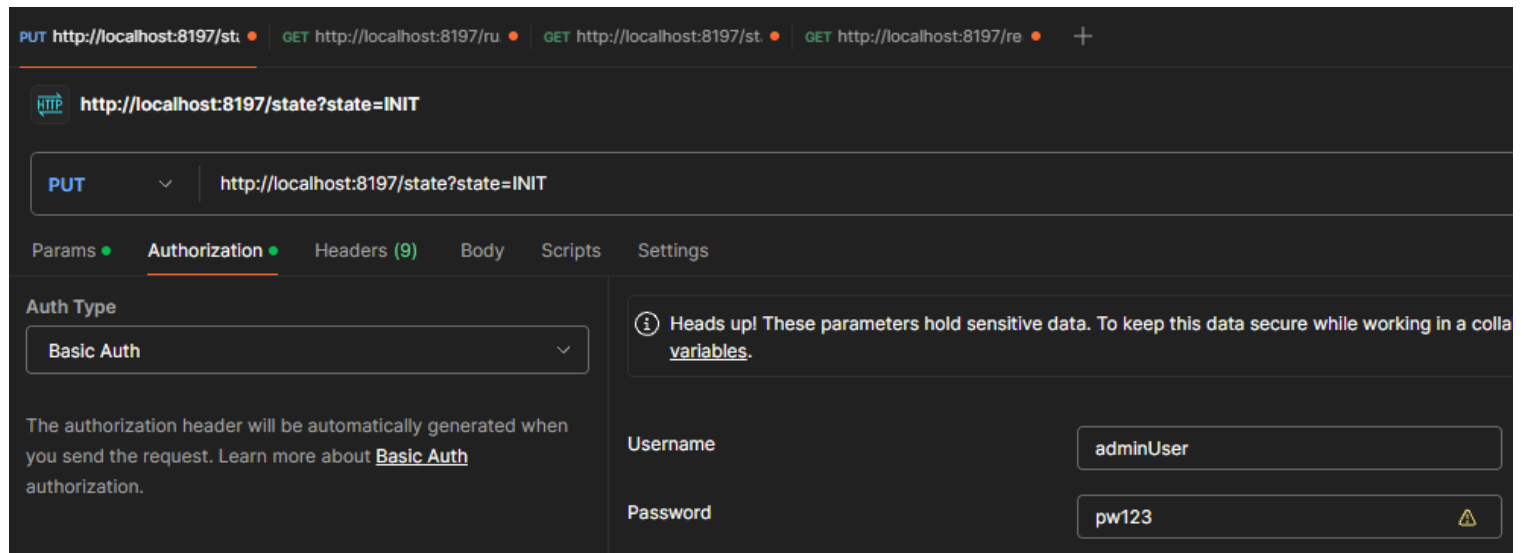 PUT http://localhost:8197/stɩ GET http://localhost:8197/ru. GET http://localhost:8197/st. GET http://localhost:8197/re
HTTP http://localhost:8197/state?state=INIT
PUT http://localhost:8197/state?state=INIT
Params Authorization Headers (9) Body Scripts Settings
Auth Type
Basic Auth
The authorization header will be automatically generated when
you send the request. Learn more about Basic Auth
authorization.
Heads up! These parameters hold sensitive data. To keep this data secure while working in a colla
variables.
Username adminUser
Password pw123